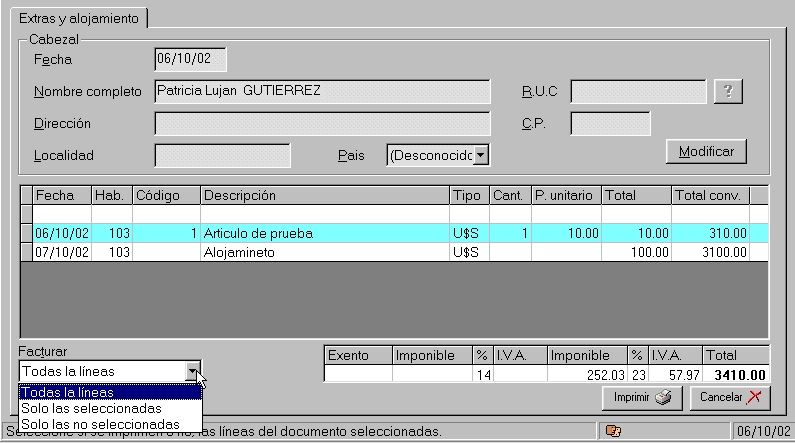 Extras y alojamiento
Cabezal
Fecha 06/10/02
Nombre completo Patricia Lujan GUTIERREZ R.U.C ?
Dirección C.P.
Localidad Pais (Desconocido Modificar
Fecha Hab. Código Descripción Tipo Cant. P. unitario Total Total conv.
06/10/02 103 1 Articulo de prueba U$S 1 10.00 10.00 310.00
07/10/02 103 Alojamineto U$S 100.00 3100.00
Facturar
Todas la líneas
Exento Imponible % I.V.A. Imponible % I.V.A. Total
14 252.03 23 57.97 3410.00
Todas la líneas
Solo las seleccionadas
Solo las no seleccionadas
Imprimir Cancelar
Seleccione si se imprimen o no, las líneas del documento seleccionadas. 06/10/02